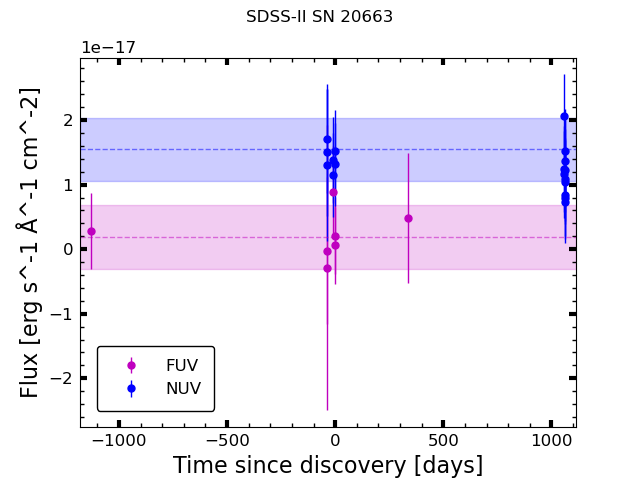 SDSS-II SN 20663
1e−17
2
1
0
−1
−2
Flux [erg s^-1 Å^-1 cm^-2]
FUV
NUV
−1000 −500 0 500 1000
Time since discovery [days]